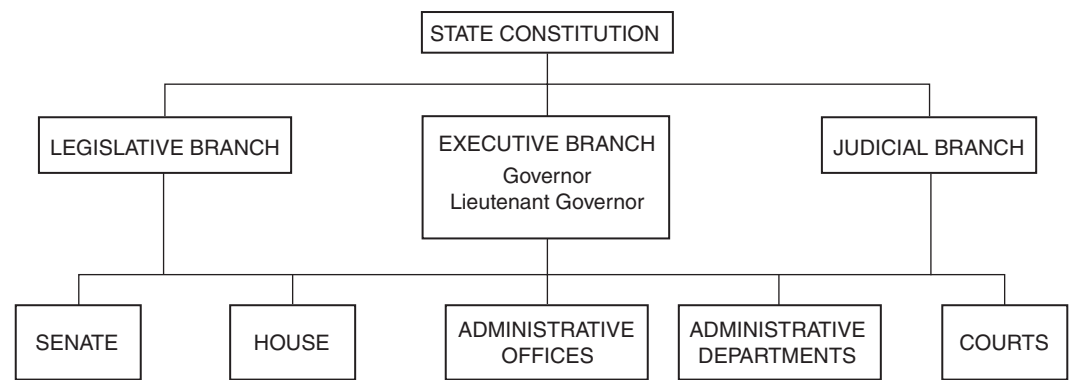 STATE CONSTITUTION
LEGISLATIVE BRANCH
EXECUTIVE BRANCH
Governor
Lieutenant Governor
JUDICIAL BRANCH
SENATE
HOUSE
ADMINISTRATIVE
OFFICES
ADMINISTRATIVE
DEPARTMENTS
COURTS